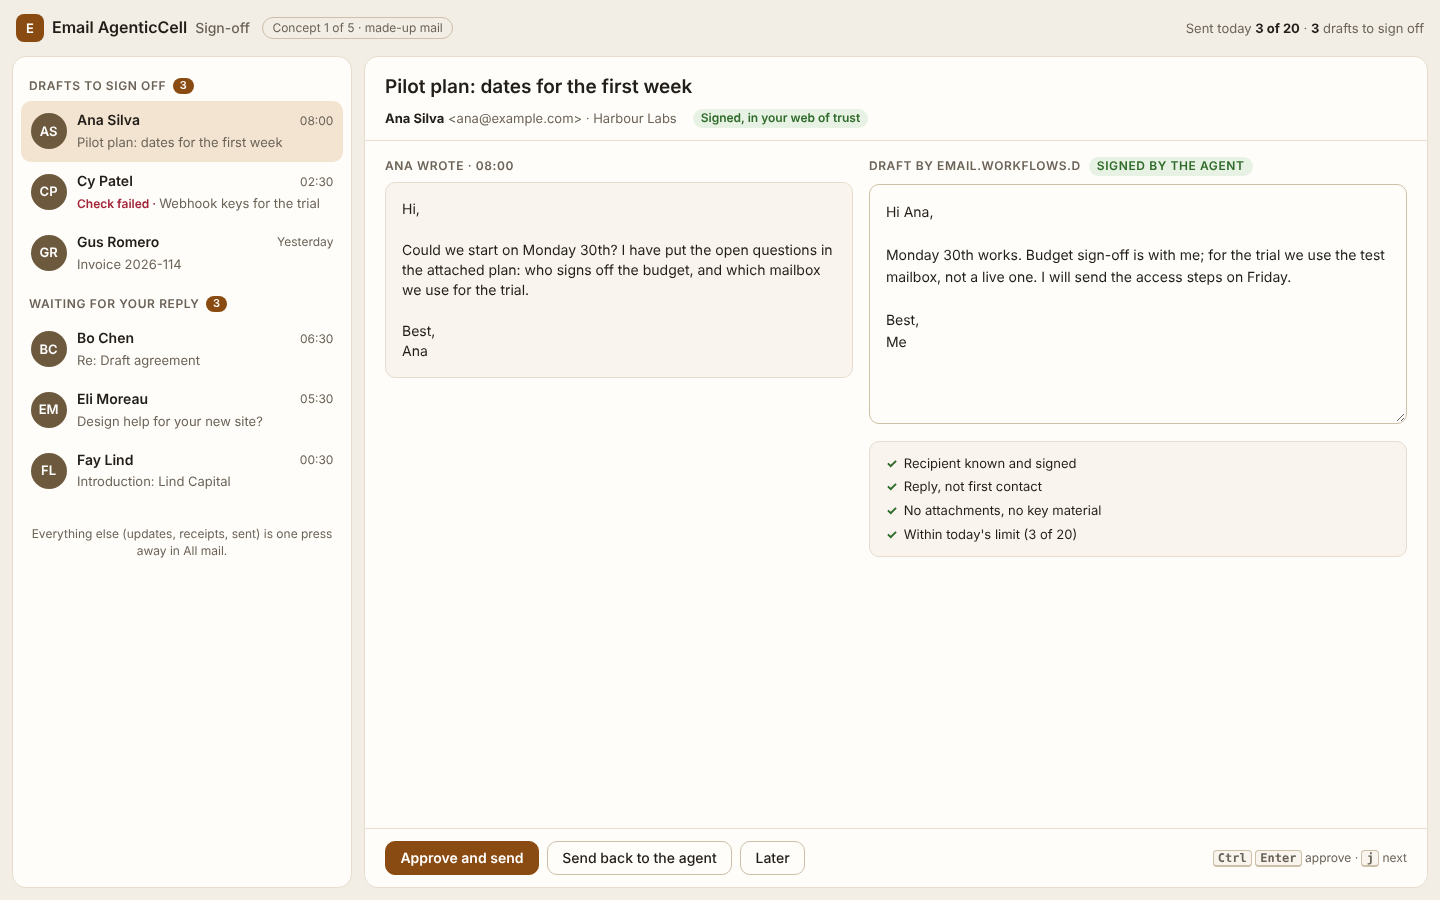 E Email AgenticCell Sign-off Concept 1 of 5 · made-up mail
Sent today 3 of 20 · 3 drafts to sign off
DRAFTS TO SIGN OFF 3
AS Ana Silva 08:00
Pilot plan: dates for the first week
CP Cy Patel 02:30
Check failed · Webhook keys for the trial
GR Gus Romero Yesterday
Invoice 2026-114
WAITING FOR YOUR REPLY 3
BC Bo Chen 06:30
Re: Draft agreement
EM Eli Moreau 05:30
Design help for your new site?
FL Fay Lind 00:30
Introduction: Lind Capital
Everything else (updates, receipts, sent) is one press
away in All mail.
Pilot plan: dates for the first week
Ana Silva <ana@example.com> · Harbour Labs Signed, in your web of trust
ANA WROTE · 08:00
Hi,
Could we start on Monday 30th? I have put the open questions in
the attached plan: who signs off the budget, and which mailbox
we use for the trial.
Best,
Ana
DRAFT BY EMAIL.WORKFLOWS.D SIGNED BY THE AGENT
Hi Ana,
Monday 30th works. Budget sign-off is with me; for the trial we use the test
mailbox, not a live one. I will send the access steps on Friday.
Best,
Me
✓ Recipient known and signed
✓ Reply, not first contact
✓ No attachments, no key material
✓ Within today's limit (3 of 20)
Approve and send Send back to the agent Later
Ctrl Enter approve · j next